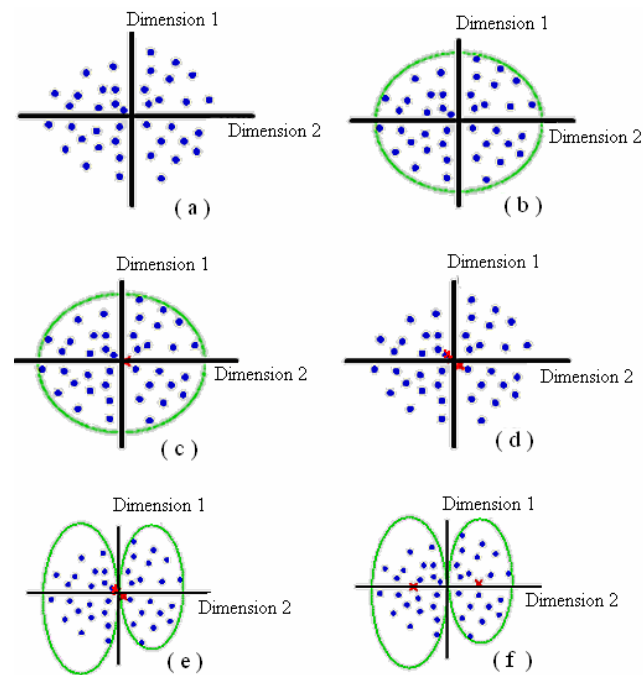 Dimension 1
Dimension 2
( a )
Dimension 1
Dimension 2
( b )
Dimension 1
Dimension 2
( c )
Dimension 1
Dimension 2
( d )
Dimension 1
Dimension 2
( e )
Dimension 1
Dimension 2
( f )